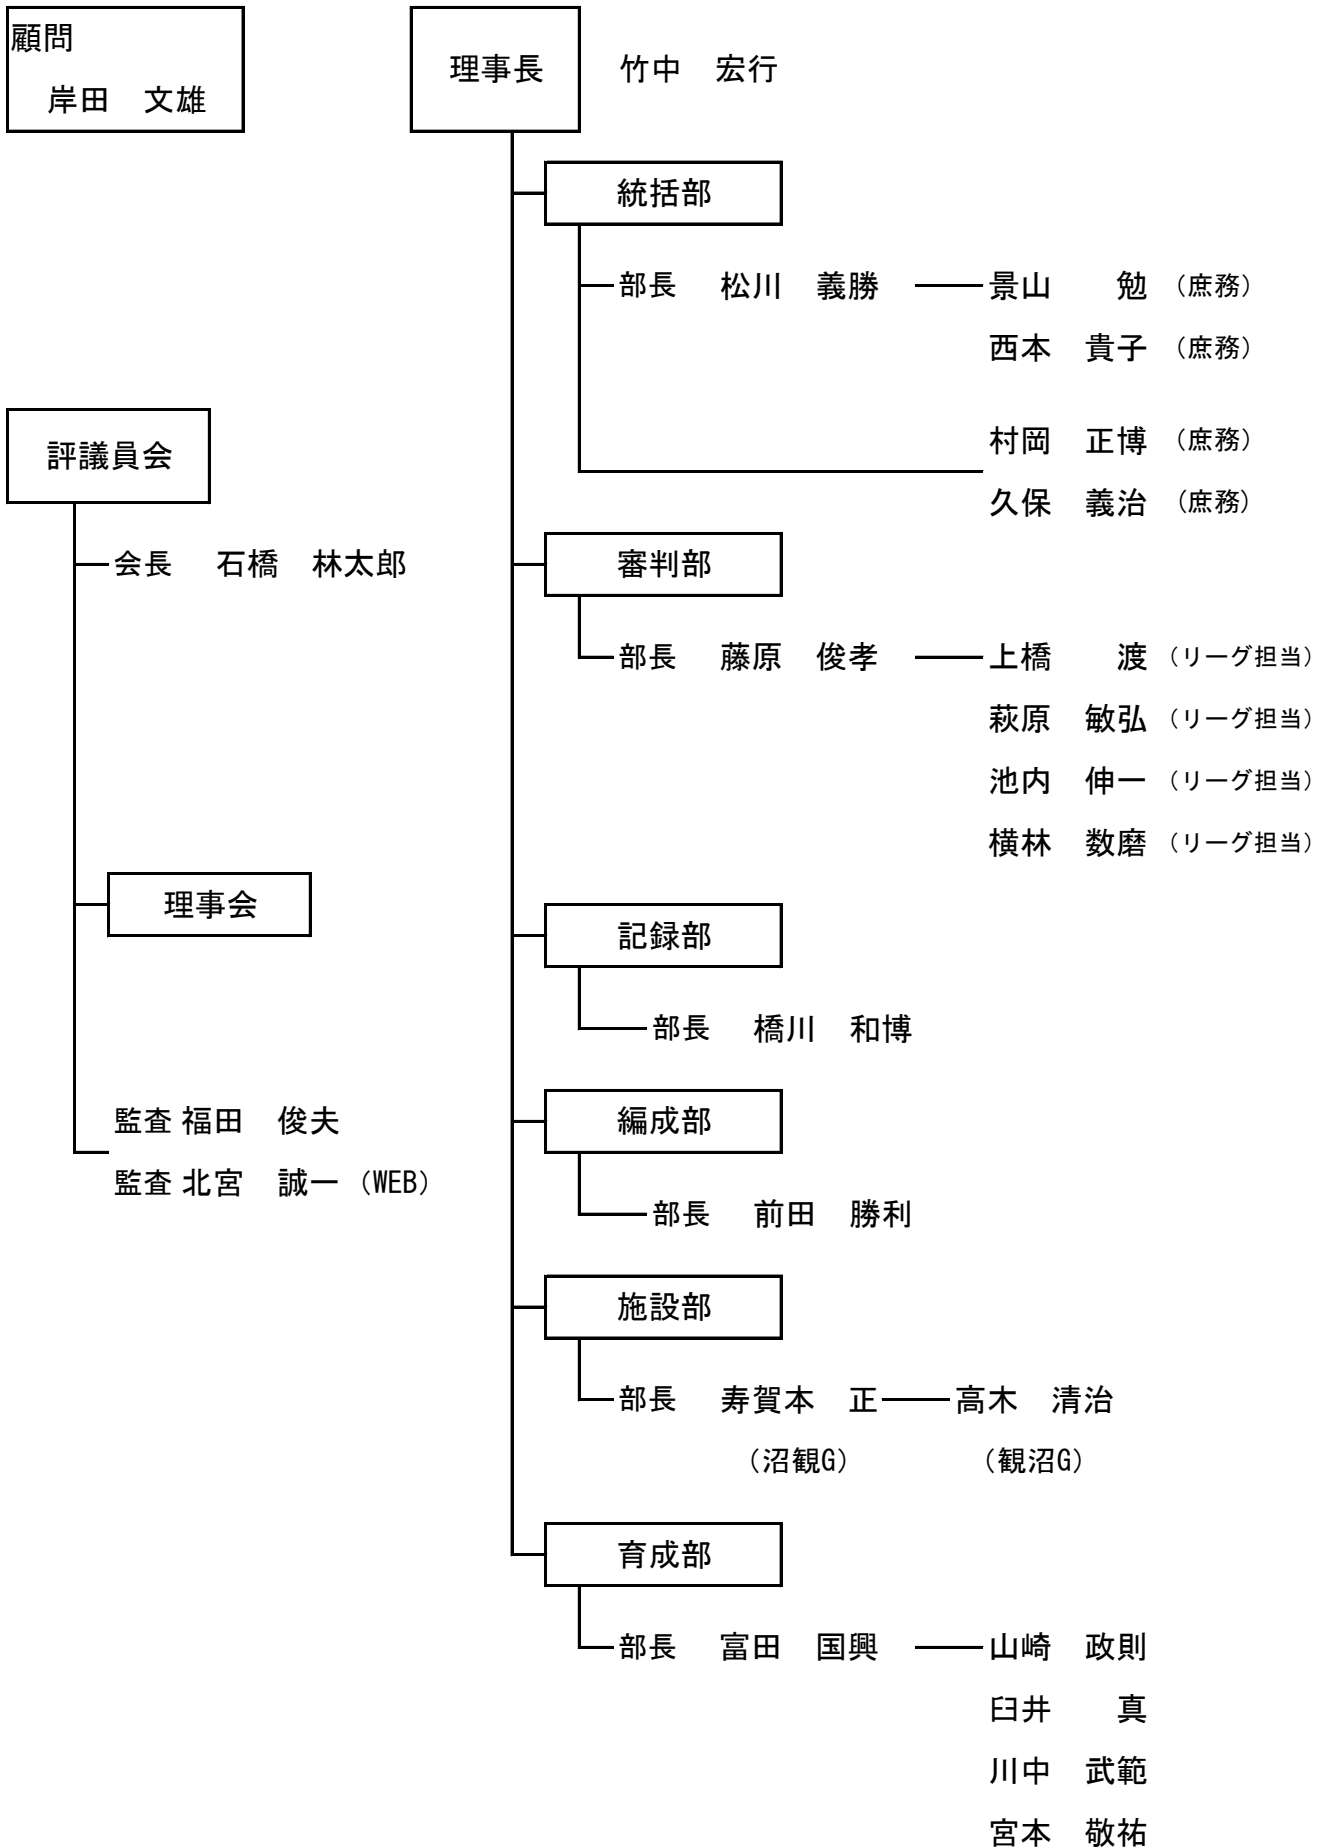 顧問
岸田　文雄
理事長　竹中　宏行
統括部
部長　松川　義勝　景山　　勉（庶務）
西本　貴子（庶務）
村岡　正博（庶務）
久保　義治（庶務）
評議員会
会長　石橋　林太郎
理事会
監査 福田　俊夫
監査 北宮　誠一（WEB）
審判部
部長　藤原　俊孝　上橋　　渡（リーグ担当）
萩原　敏弘（リーグ担当）
池内　伸一（リーグ担当）
横林　数磨（リーグ担当）
記録部
部長　橋川　和博
編成部
部長　前田　勝利
施設部
部長　寿賀本　正　高木　清治
（沼観G）　（観沼G）
育成部
部長　富田　国興　山崎　政則
臼井　　真
川中　武範
宮本　敬祐